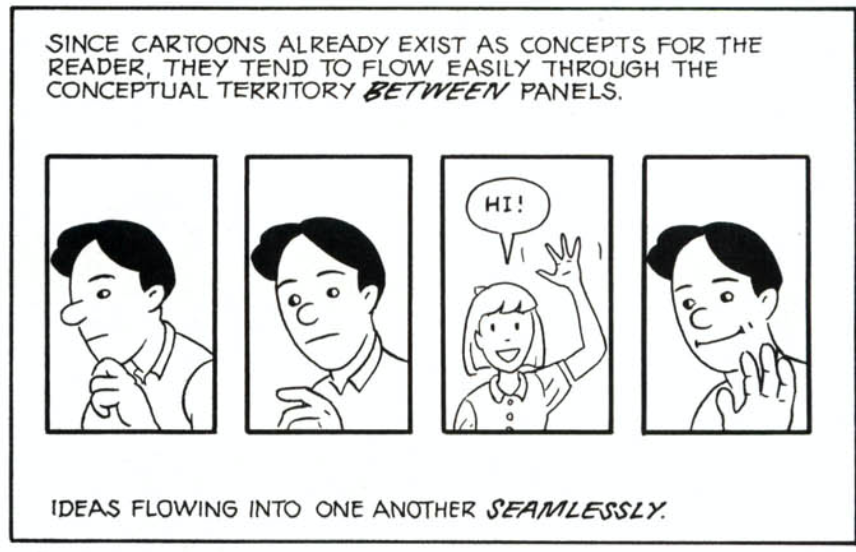 SINCE CARTOONS ALREADY EXIST AS CONCEPTS FOR THE
READER, THEY TEND TO FLOW EASILY THROUGH THE
CONCEPTUAL TERRITORY BETWEEN PANELS.
HI!
IDEAS FLOWING INTO ONE ANOTHER SEAMLESSLY.